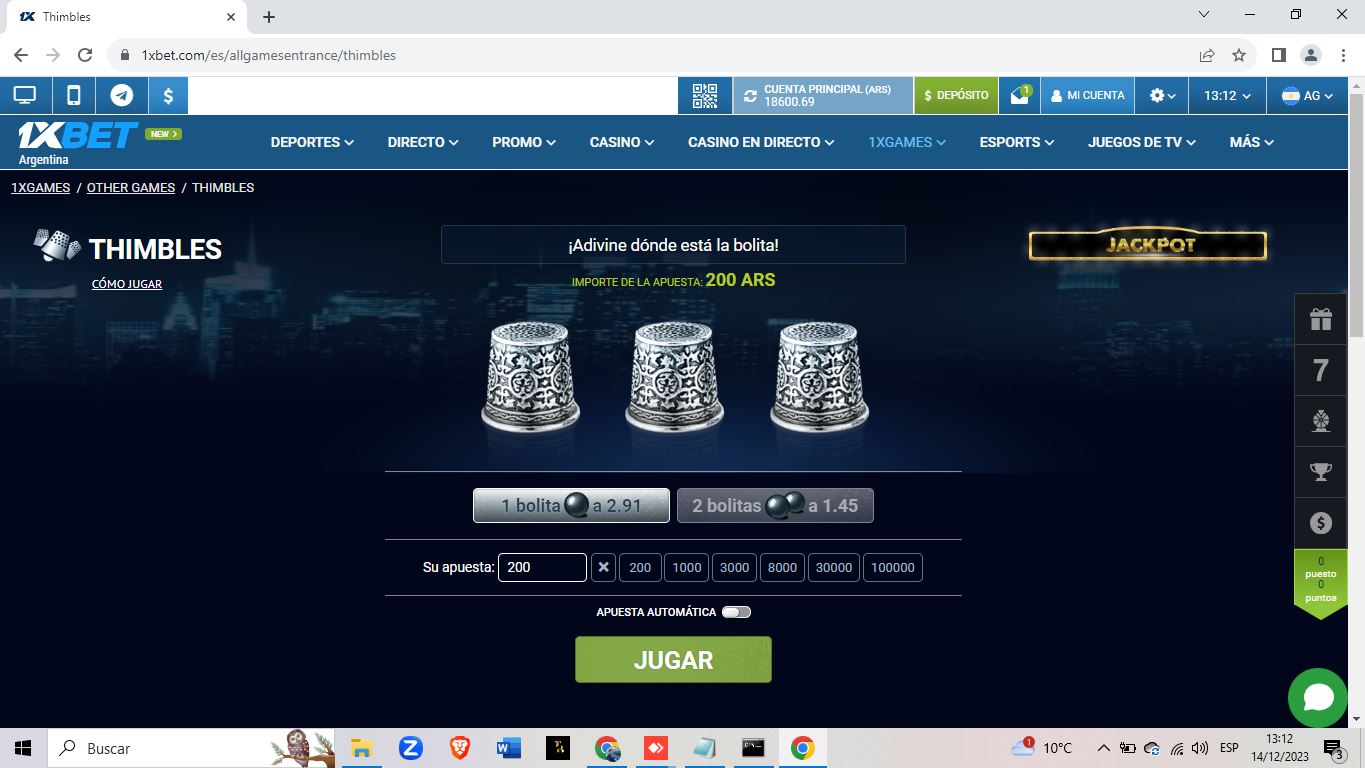 1X Thimbles
1xbet.com/es/allgamesentrance/thimbles
$
CUENTA PRINCIPAL (ARS)
18600.69
$ DEPÓSITO
1
MI CUENTA
13:12
AG
1XBET
NEW >
Argentina
DEPORTES
DIRECTO
PROMO
CASINO
CASINO EN DIRECTO
1XGAMES
ESPORTS
JUEGOS DE TV
MÁS
1XGAMES / OTHER GAMES / THIMBLES
THIMBLES
CÓMO JUGAR
¡Adivine dónde está la bolita!
IMPORTE DE LA APUESTA: 200 ARS
JACKPOT
7
$
0
puesto
0
puntos
1 bolita a 2.91
2 bolitas a 1.45
Su apuesta: 200 200 1000 3000 8000 30000 100000
APUESTA AUTOMÁTICA
JUGAR
Buscar
1
10°C
ESP
13:12
14/12/2023
3